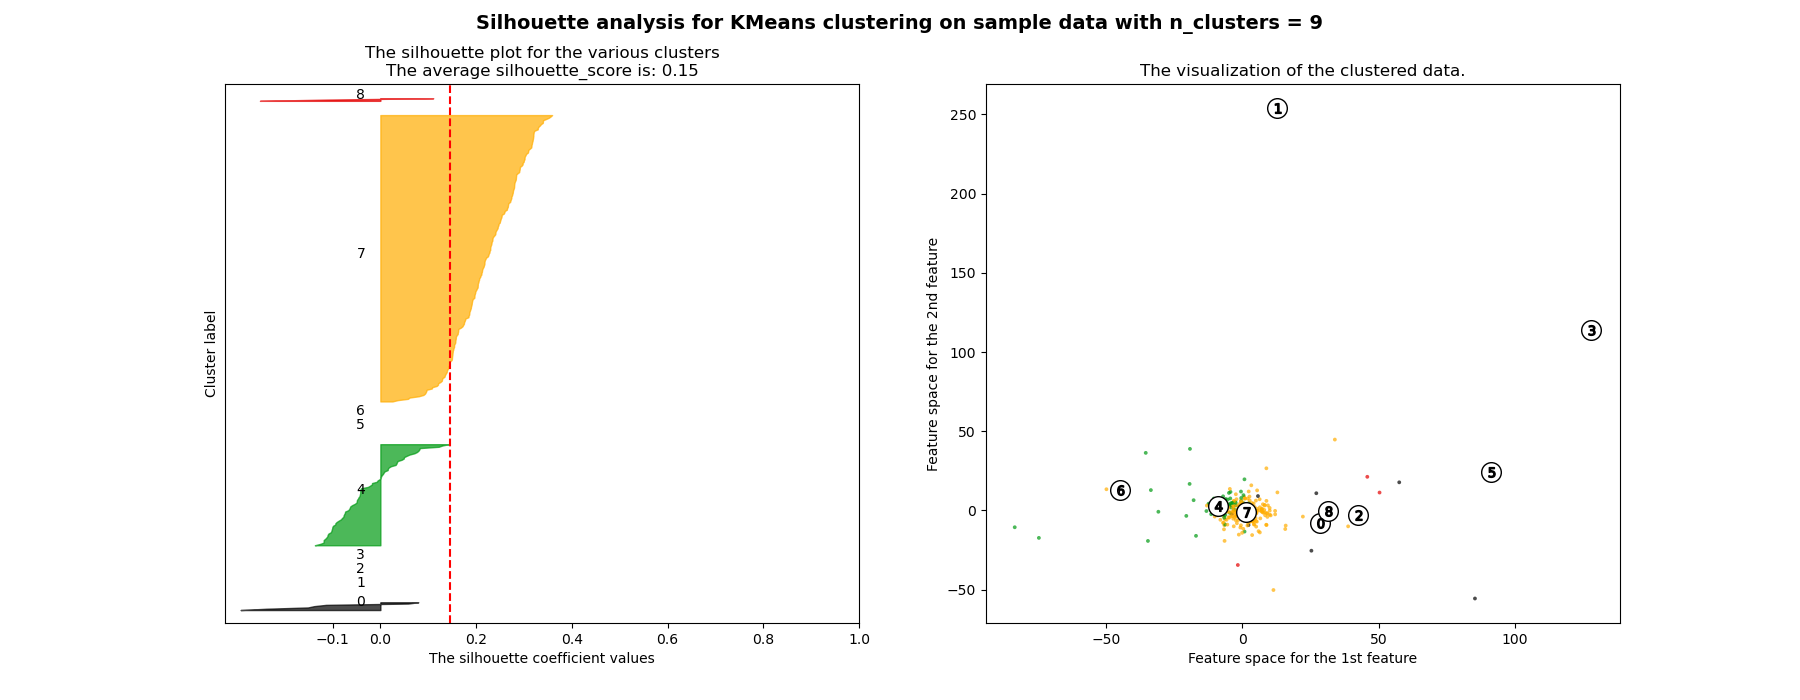 Silhouette analysis for KMeans clustering on sample data with n_clusters = 9
The silhouette plot for the various clusters
The average silhouette_score is: 0.15
8
7
6
5
4
3
2
1
0
Cluster label
−0.1 0.0 0.2 0.4 0.6 0.8 1.0
The silhouette coefficient values
The visualization of the clustered data.
250
200
150
100
50
0
−50
Feature space for the 2nd feature
1
3
5
6
4
7
8
2
0
−50 0 50 100
Feature space for the 1st feature